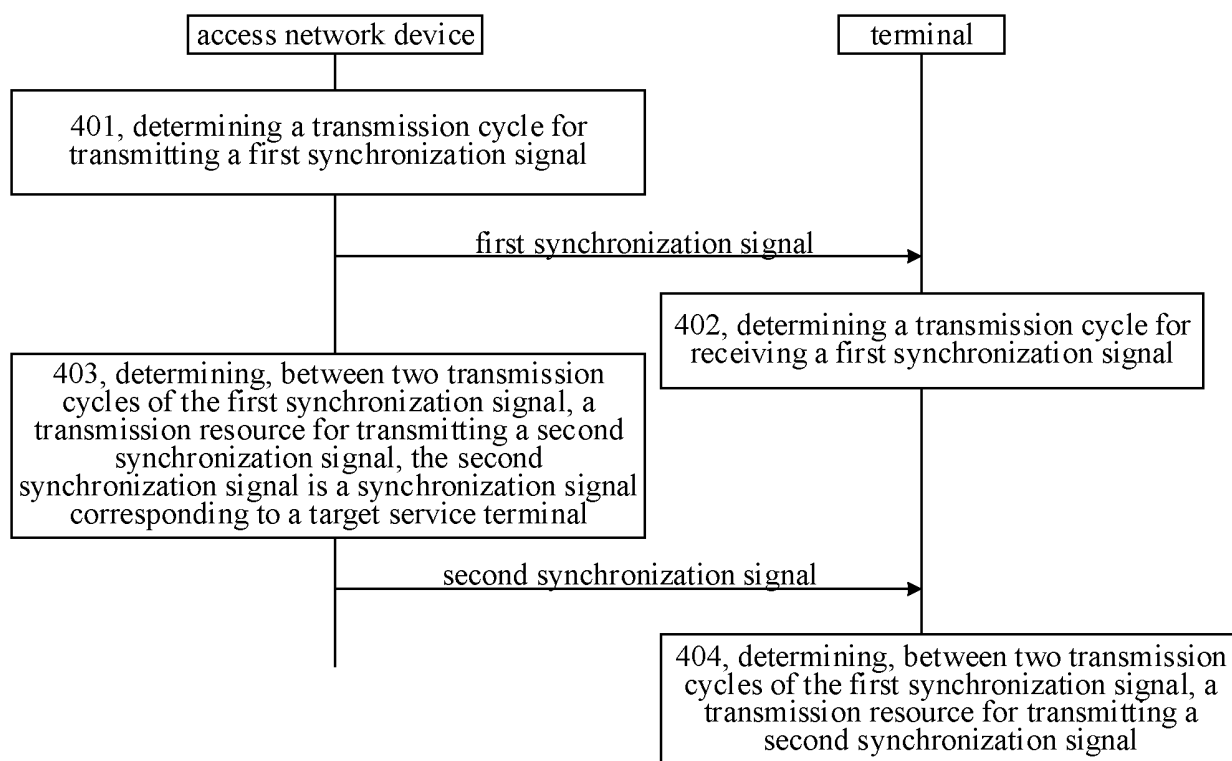 access network device
terminal
401, determining a transmission cycle for
transmitting a first synchronization signal
first synchronization signal
402, determining a transmission cycle for
receiving a first synchronization signal
403, determining, between two transmission
cycles of the first synchronization signal, a
transmission resource for transmitting a second
synchronization signal, the second
synchronization signal is a synchronization signal
corresponding to a target service terminal
second synchronization signal
404, determining, between two transmission
cycles of the first synchronization signal, a
transmission resource for transmitting a
second synchronization signal